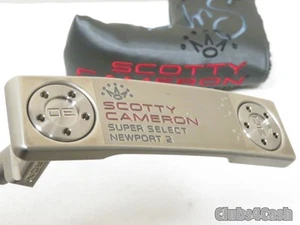 SCOTTY
CAMERON
SCOTTY
CAMERON
SUPER SELECT
NEWPORT 2
Clubs4Cash